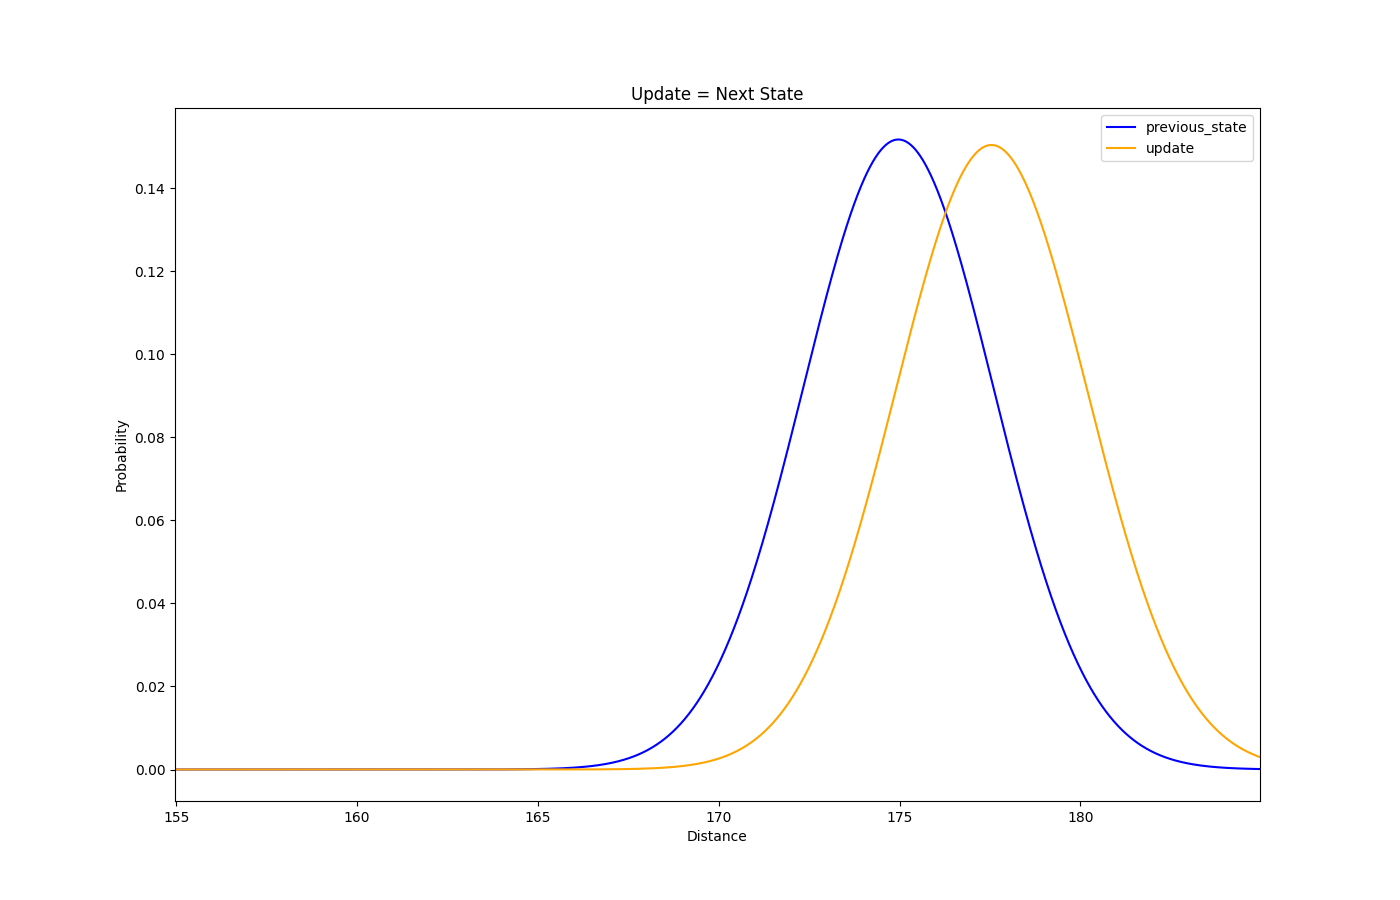 Update = Next State
previous_state
update
Probability
0.14
0.12
0.10
0.08
0.06
0.04
0.02
0.00
155 160 165 170 175 180
Distance